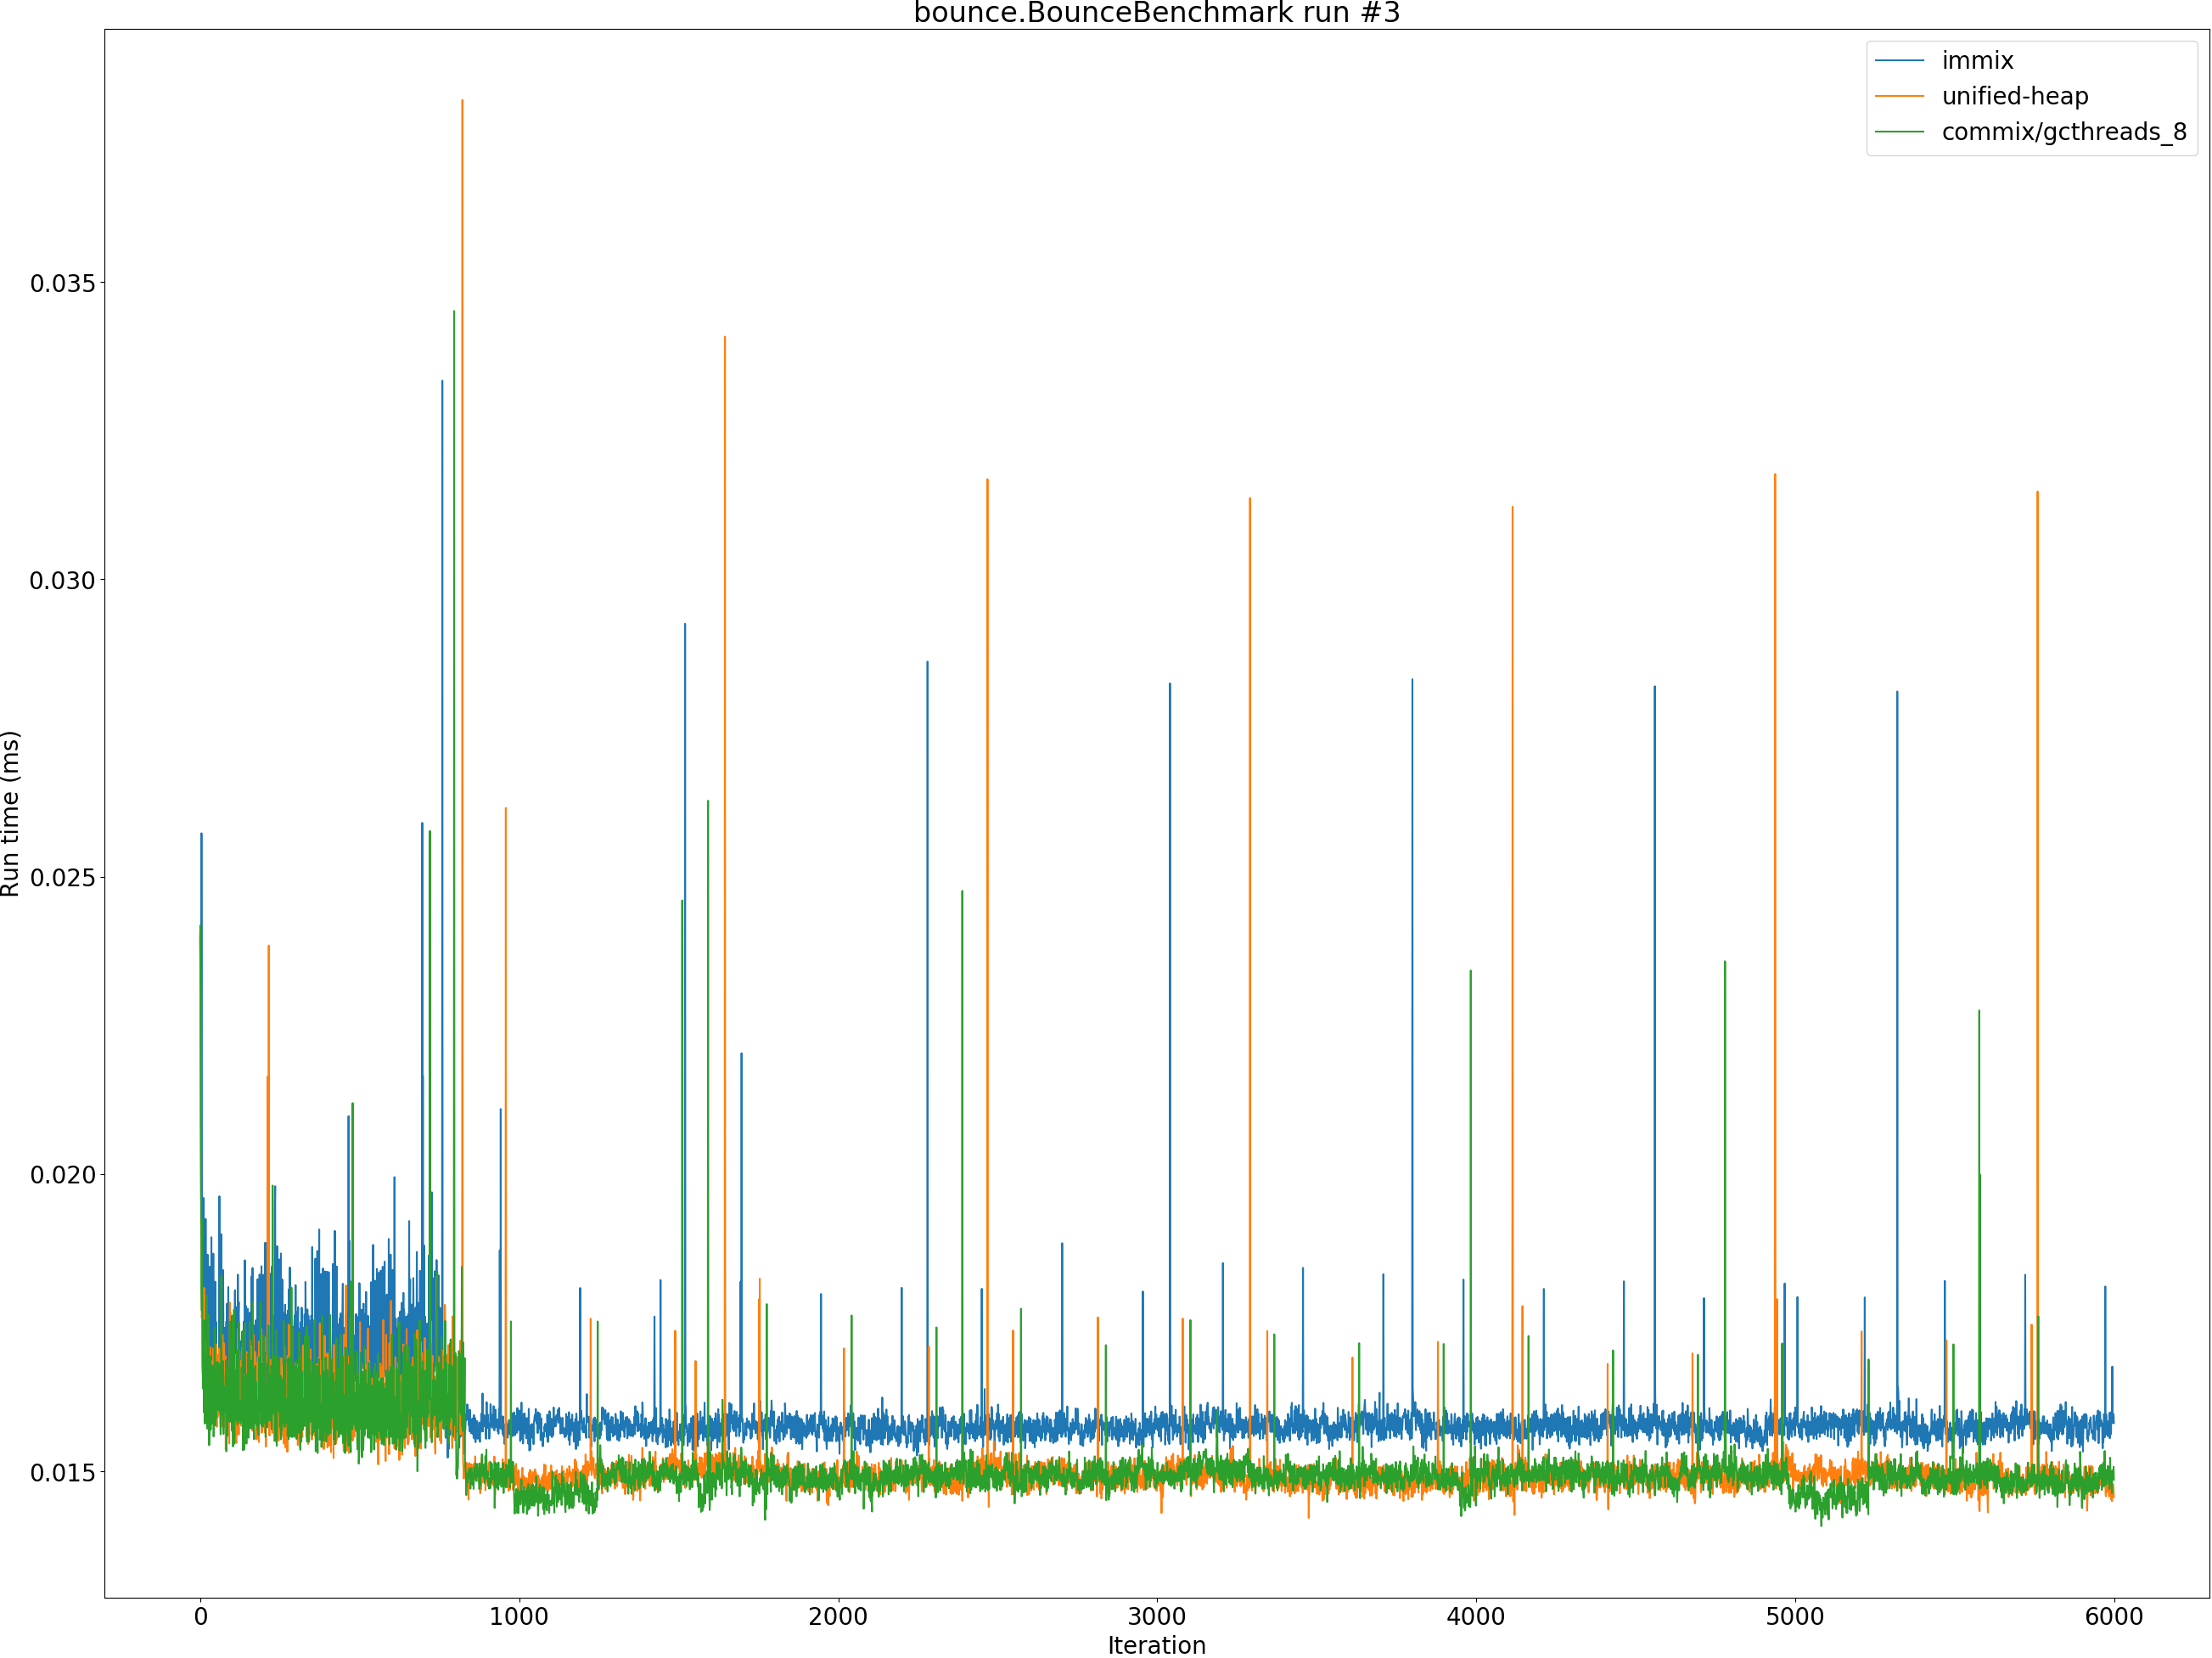 bounce.BounceBenchmark run #3
immix
unified-heap
commix/gcthreads_8
Run time (ms)
0.035
0.030
0.025
0.020
0.015
0 1000 2000 3000 4000 5000 6000
Iteration